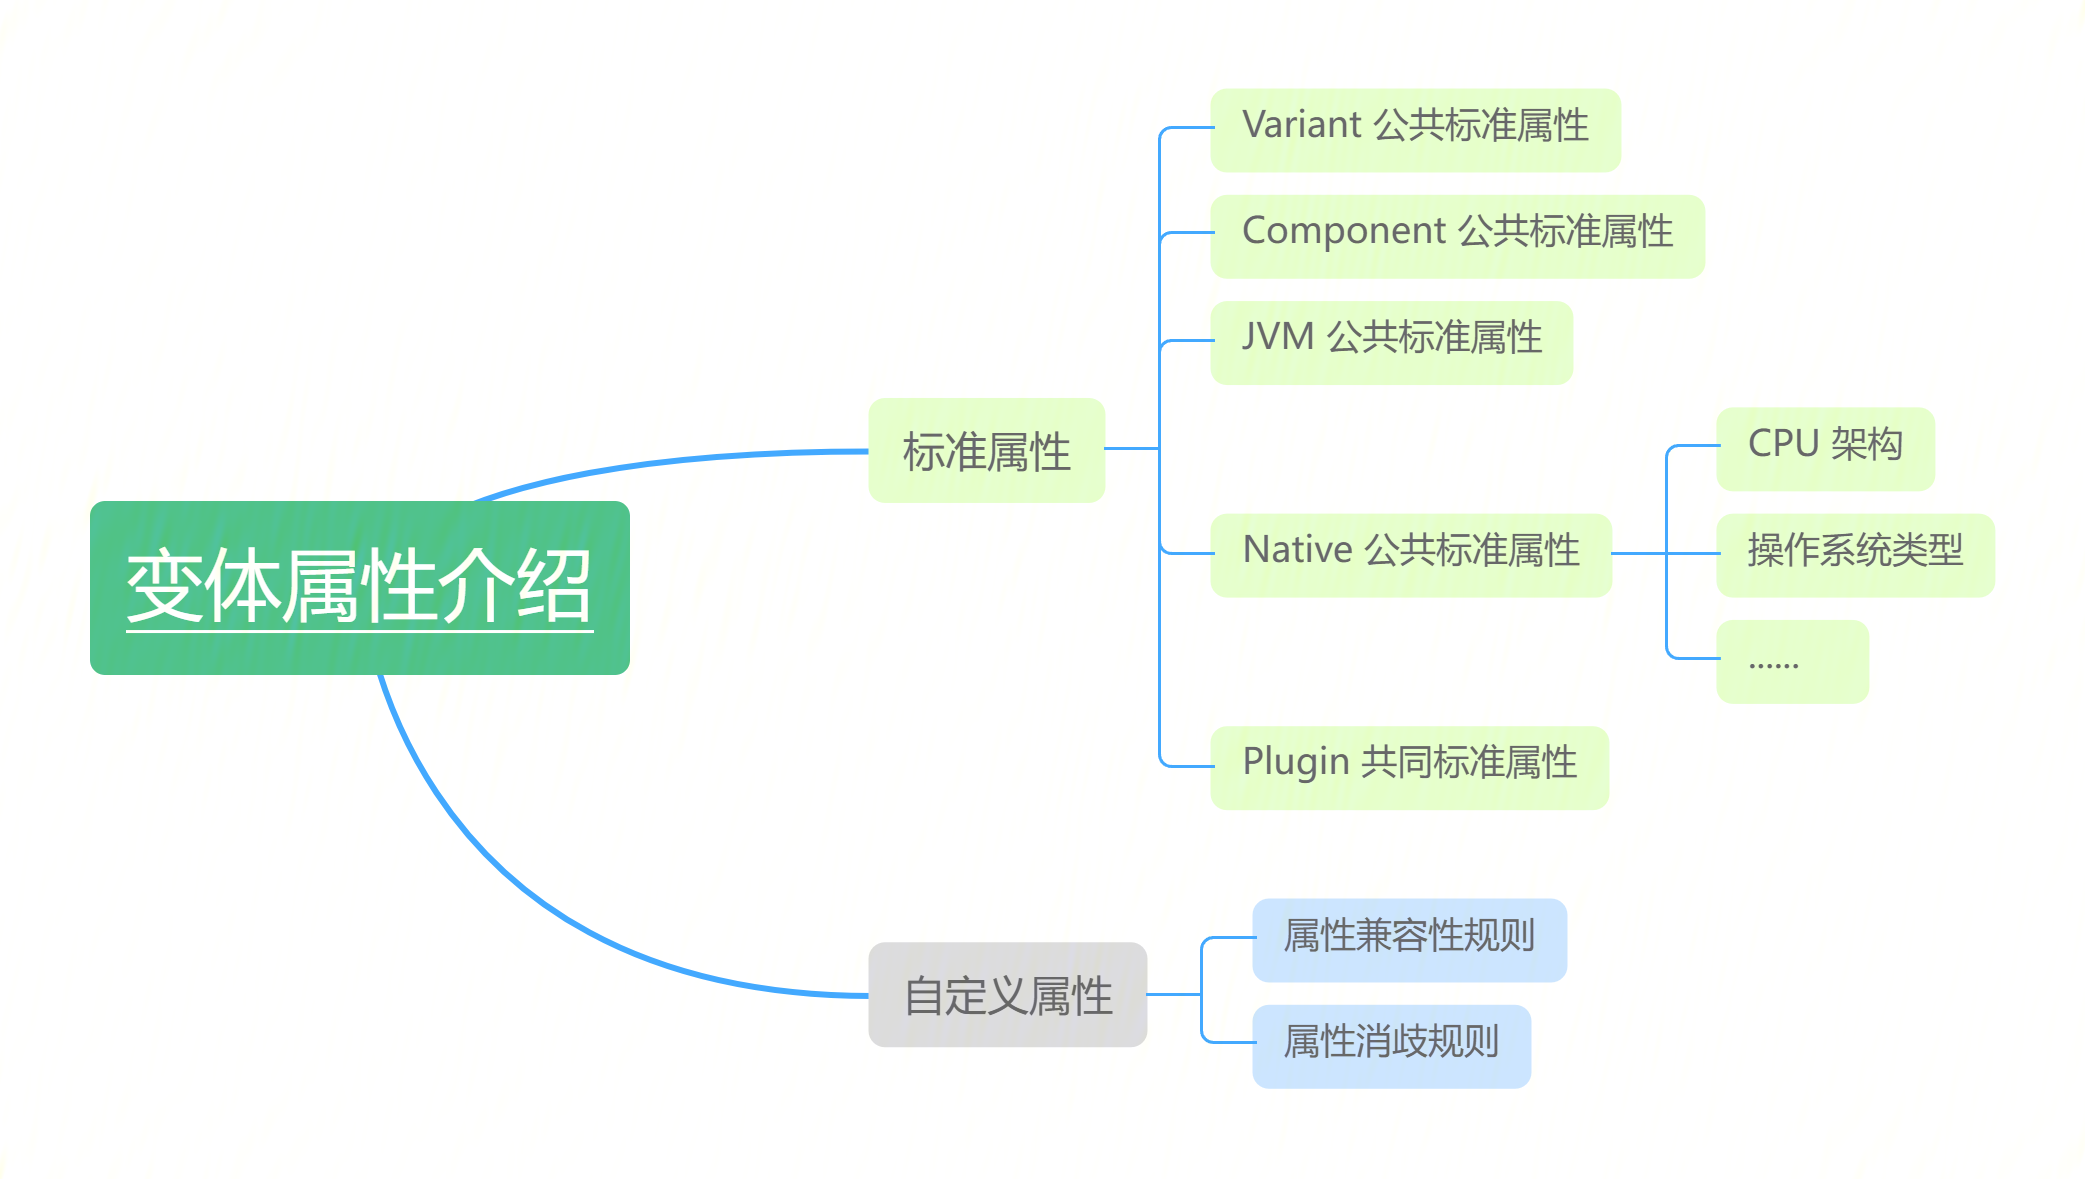 变体属性介绍
标准属性
Variant 公共标准属性
Component 公共标准属性
JVM 公共标准属性
Native 公共标准属性
CPU 架构
操作系统类型
······
Plugin 共同标准属性
自定义属性
属性兼容性规则
属性消歧规则